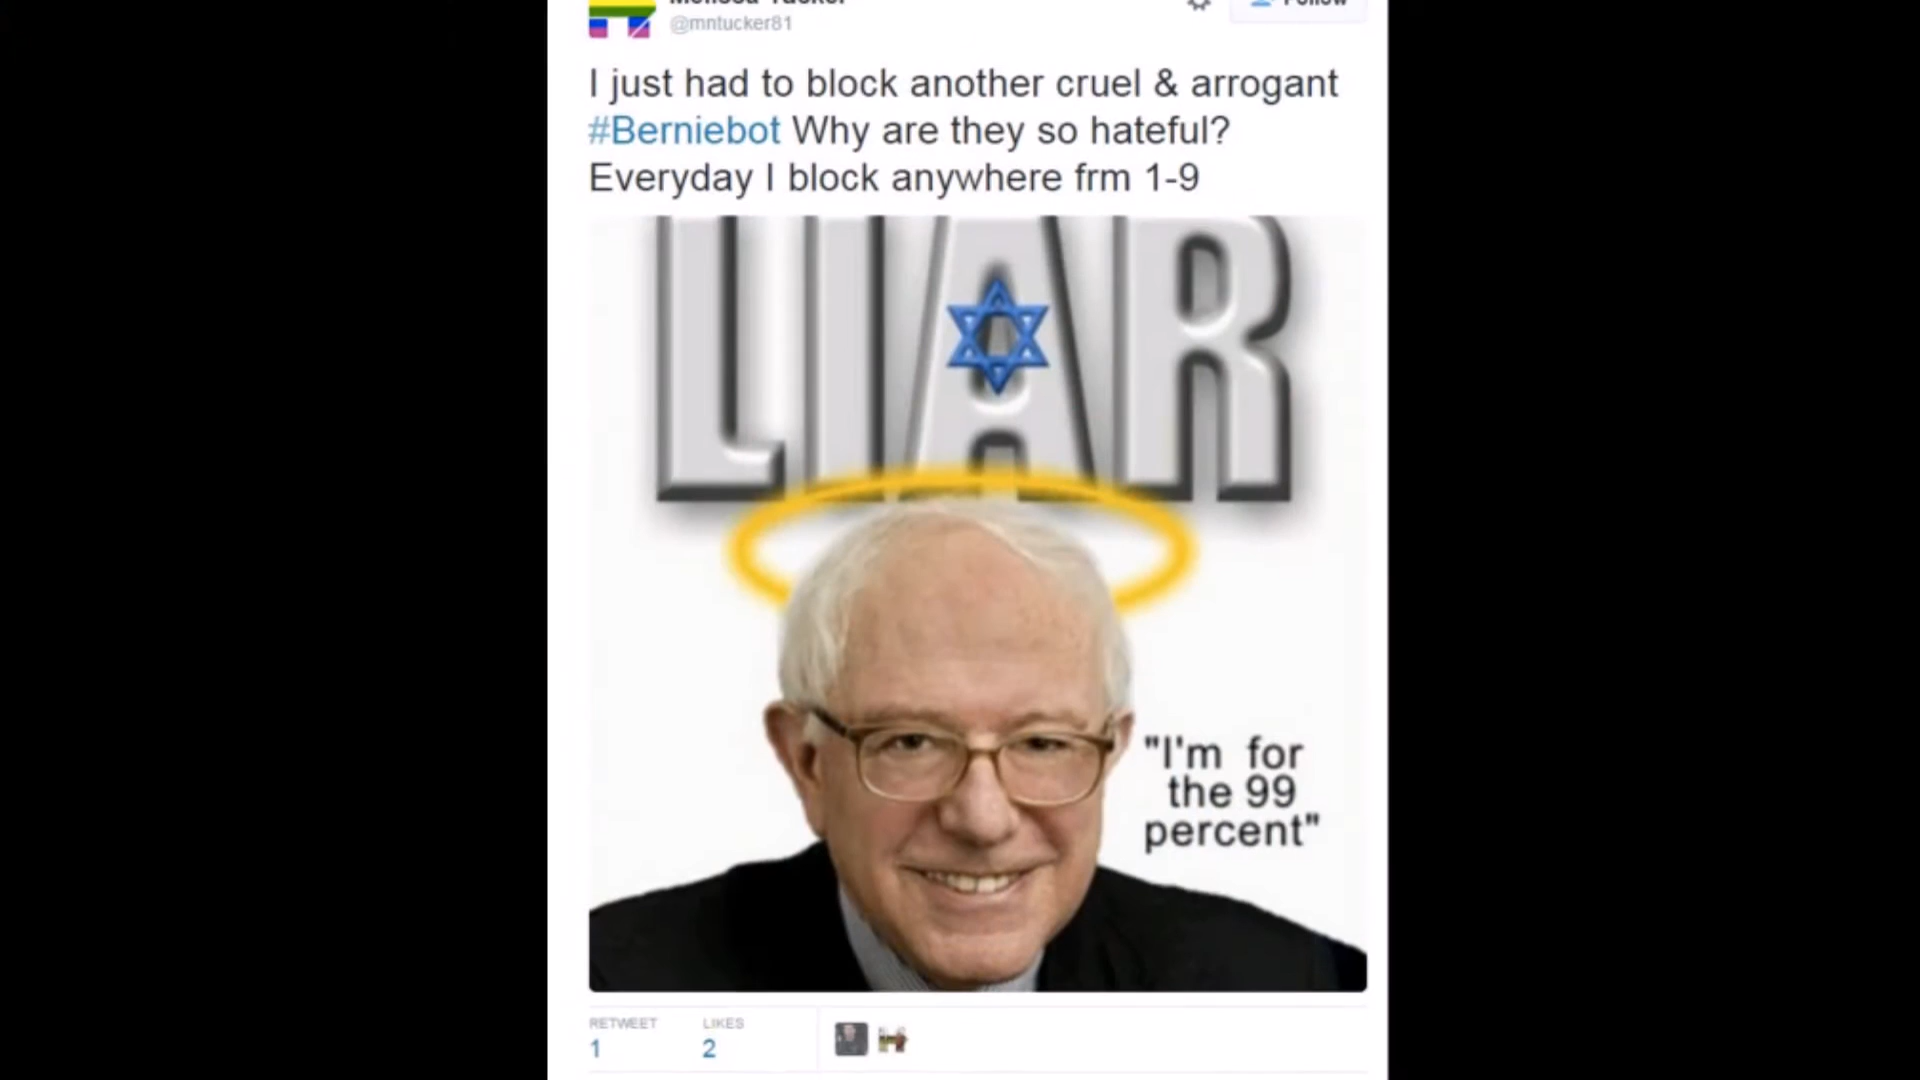 @mntucker81
Follow
I just had to block another cruel & arrogant
#Berniebot Why are they so hateful?
Everyday I block anywhere frm 1-9
LIAR
"I'm for
the 99
percent"
RETWEET
LIKES
1
2